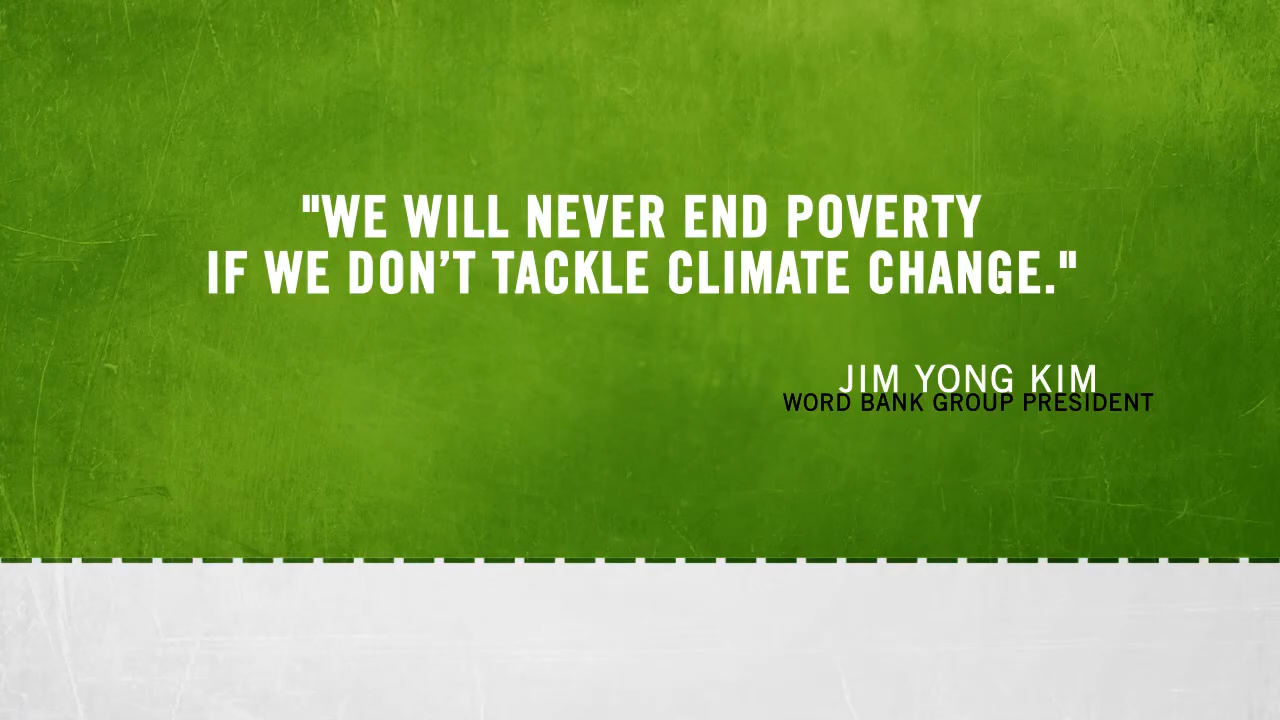 "WE WILL NEVER END POVERTY
IF WE DON’T TACKLE CLIMATE CHANGE."
JIM YONG KIM
WORD BANK GROUP PRESIDENT